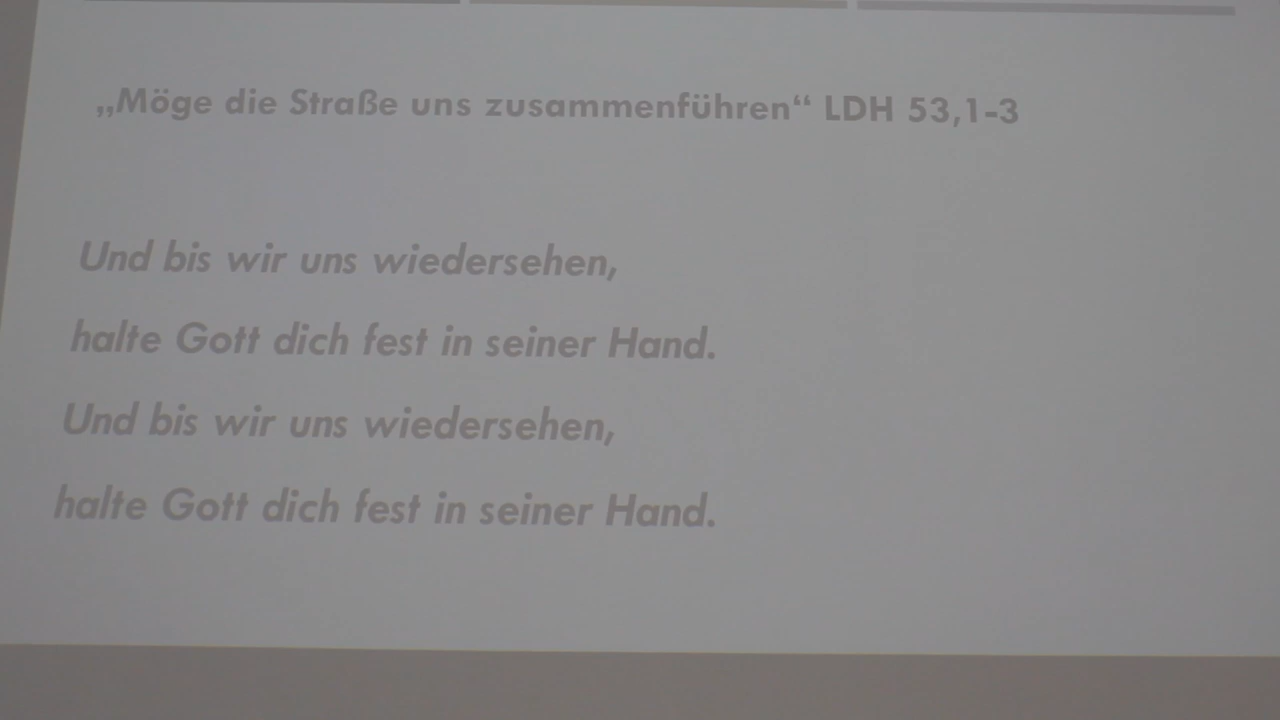 „Möge die Straße uns zusammenführen“ LDH 53,1-3
Und bis wir uns wiedersehen,
halte Gott dich fest in seiner Hand.
Und bis wir uns wiedersehen,
halte Gott dich fest in seiner Hand.